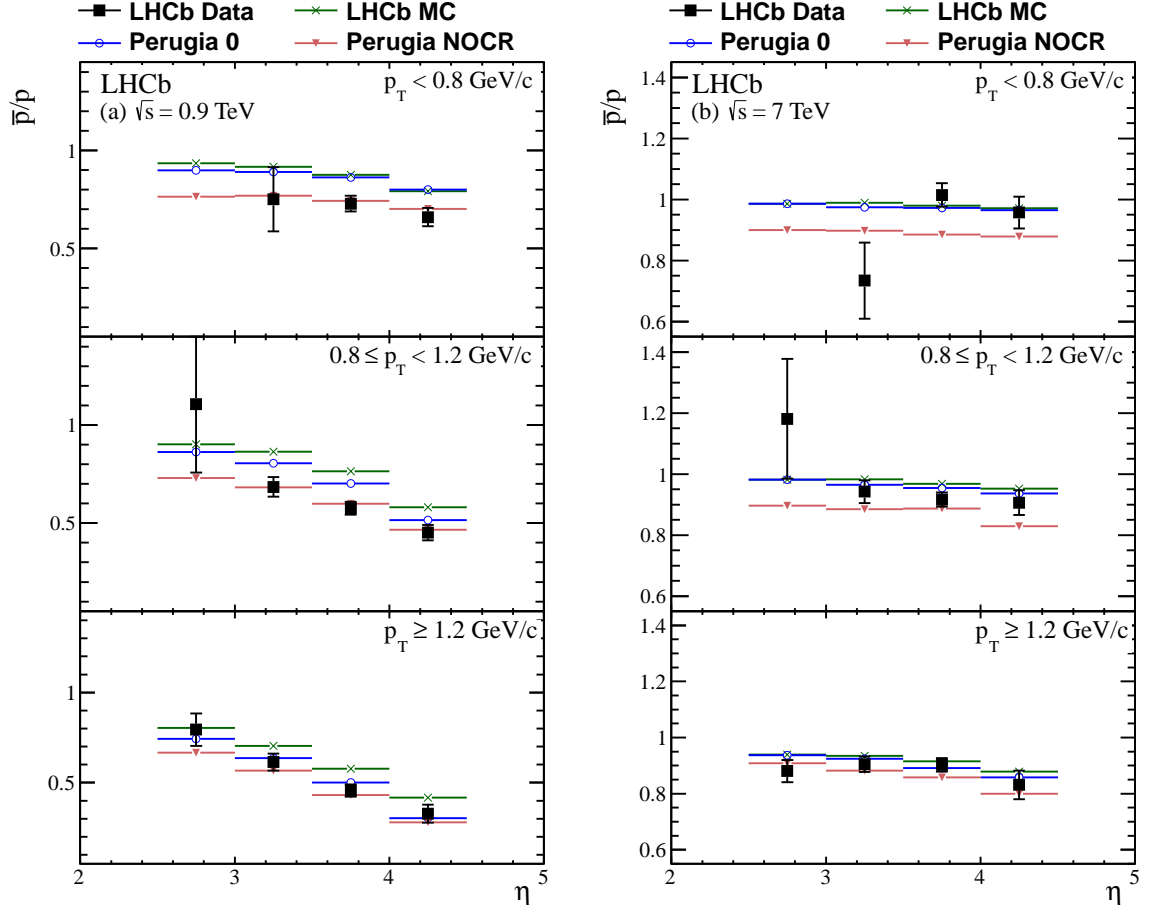 LHCb Data LHCb MC
Perugia 0 Perugia NOCR
p̅/p
LHCb
(a) √s = 0.9 TeV
p_T < 0.8 GeV/c
1
0.5
0.8 ≤ p_T < 1.2 GeV/c
1
0.5
p_T ≥ 1.2 GeV/c
1
0.5
2 3 4 5
η
LHCb Data LHCb MC
Perugia 0 Perugia NOCR
p̅/p
LHCb
(b) √s = 7 TeV
p_T < 0.8 GeV/c
1.4
1.2
1
0.8
0.6
0.8 ≤ p_T < 1.2 GeV/c
1.4
1.2
1
0.8
0.6
p_T ≥ 1.2 GeV/c
1.4
1.2
1
0.8
0.6
2 3 4 5
η